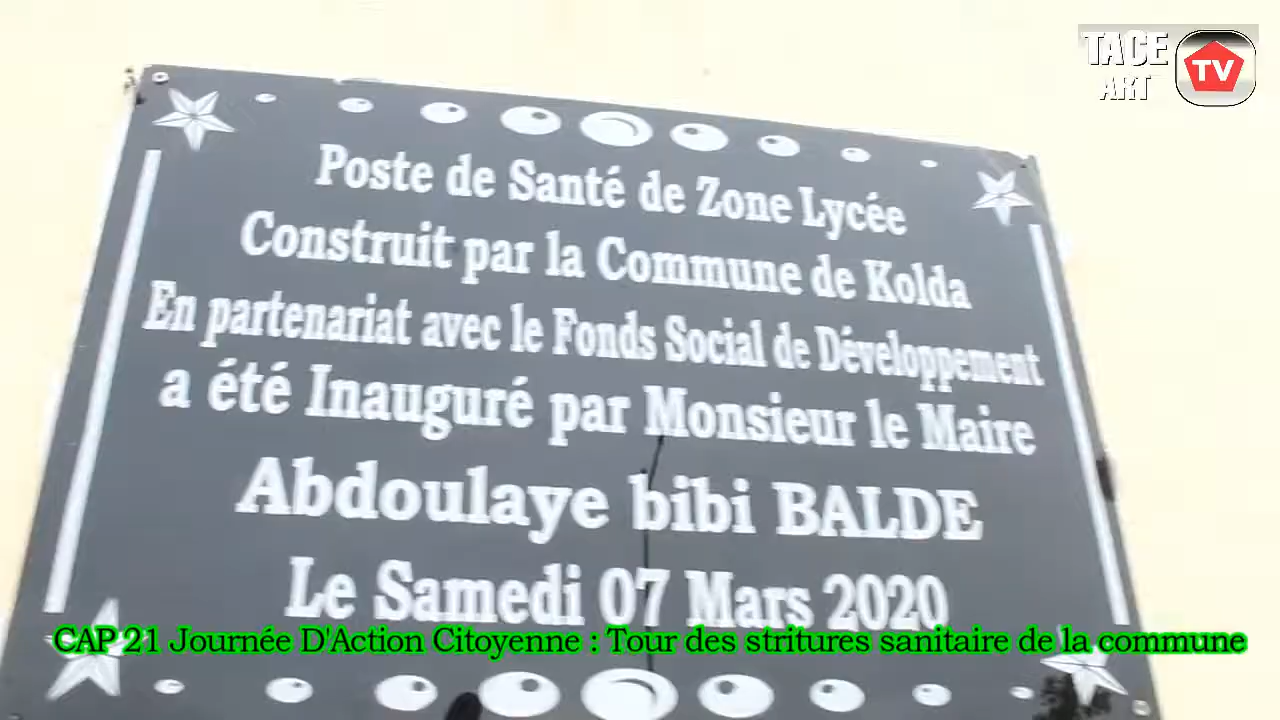 TACE
ART
TV
Poste de Santé de Zone Lycée
Construit par la Commune de Kolda
En partenariat avec le Fonds Social de Développement
a été Inauguré par Monsieur le Maire
Abdoulaye bibi BALDE
Le Samedi 07 Mars 2020
CAP 21 Journée D'Action Citoyenne : Tour des stritures sanitaire de la commune